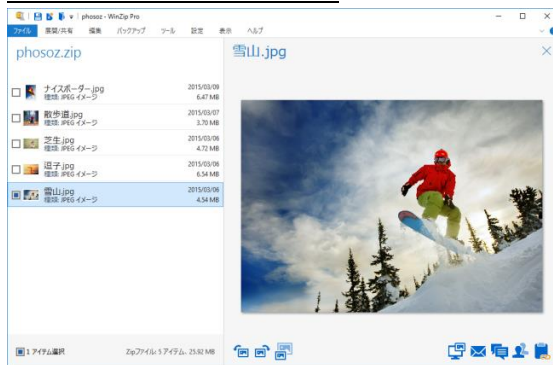 phosoz - WinZip Pro
ファイル 展開/共有 編集 バックアップ ツール 設定 表示 ヘルプ
phosoz.zip
雪山.jpg
ナイスボーダー.jpg 2015/03/09
種類: JPEG イメージ 6.47 MB
散歩道.jpg 2015/03/07
種類: JPEG イメージ 3.70 MB
芝生.jpg 2015/03/06
種類: JPEG イメージ 4.72 MB
逗子.jpg 2015/03/06
種類: JPEG イメージ 6.54 MB
雪山.jpg 2015/03/06
種類: JPEG イメージ 4.54 MB
1 アイテム選択 Zipファイル: 5 アイテム、25.92 MB